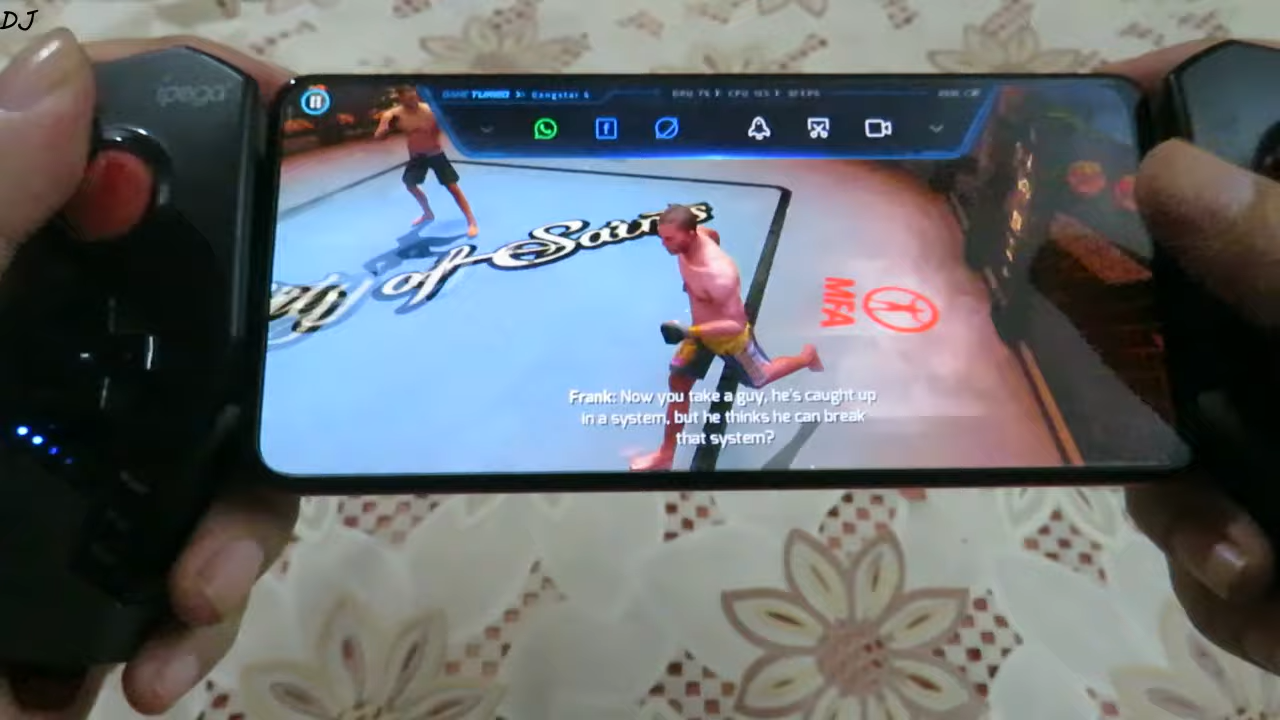 DJ
ipega
GAME TURBO >> Gangstar 4
of Saints
MFA
Frank: Now you take a guy, he's caught up
in a system, but he thinks he can break
that system?